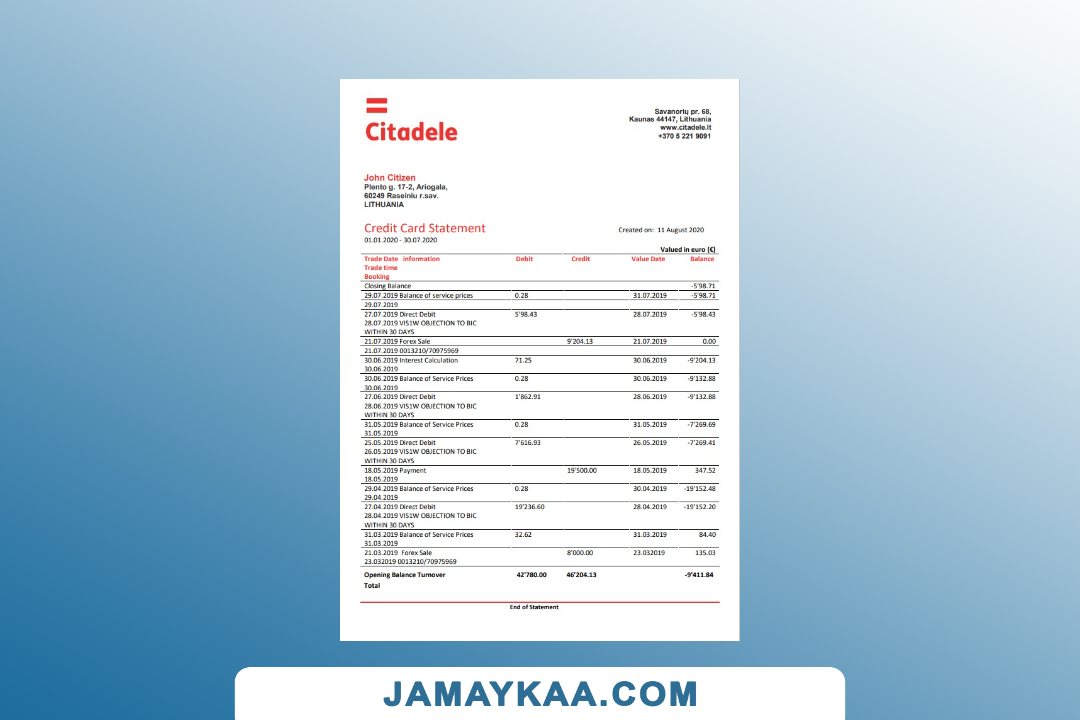 Citadele
Savanorių pr. 68,
Kaunas 44147, Lithuania
www.citadele.lt
+370 5 221 9091
John Citizen
Plento g. 17-2, Ariogala,
60249 Raseiniu r.sav.
LITHUANIA
Credit Card Statement
Created on: 11 August 2020
01.01.2020 - 30.07.2020
Valued in euro (€)
Trade Date information Debit Credit Value Date Balance
Trade time
Booking
Closing Balance -5'98.71
29.07.2019 Balance of service prices 0.28 31.07.2019 -5'98.71
29.07.2019
27.07.2019 Direct Debit 5'98.43 28.07.2019 -5'98.43
28.07.2019 VIS1W OBJECTION TO BIC
WITHIN 30 DAYS
21.07.2019 Forex Sale 9'204.13 21.07.2019 0.00
21.07.2019 0013210/70975969
30.06.2019 Interest Calculation 71.25 30.06.2019 -9'204.13
30.06.2019
30.06.2019 Balance of Service Prices 0.28 30.06.2019 -9'132.88
30.06.2019
27.06.2019 Direct Debit 1'862.91 28.06.2019 -9'132.88
28.06.2019 VIS1W OBJECTION TO BIC
WITHIN 30 DAYS
31.05.2019 Balance of Service Prices 0.28 31.05.2019 -7'269.69
31.05.2019
25.05.2019 Direct Debit 7'616.93 26.05.2019 -7'269.41
26.05.2019 VIS1W OBJECTION TO BIC
WITHIN 30 DAYS
18.05.2019 Payment 19'500.00 18.05.2019 347.52
18.05.2019
29.04.2019 Balance of Service Prices 0.28 30.04.2019 -19'152.48
29.04.2019
27.04.2019 Direct Debit 19'236.60 28.04.2019 -19'152.20
28.04.2019 VIS1W OBJECTION TO BIC
WITHIN 30 DAYS
31.03.2019 Balance of Service Prices 32.62 31.03.2019 84.40
31.03.2019
21.03.2019 Forex Sale 8'000.00 23.032019 135.03
23.032019 0013210/70975969
Opening Balance Turnover 42'780.00 46'204.13 -9'411.84
Total
End of Statement
JAMAYKAA.COM